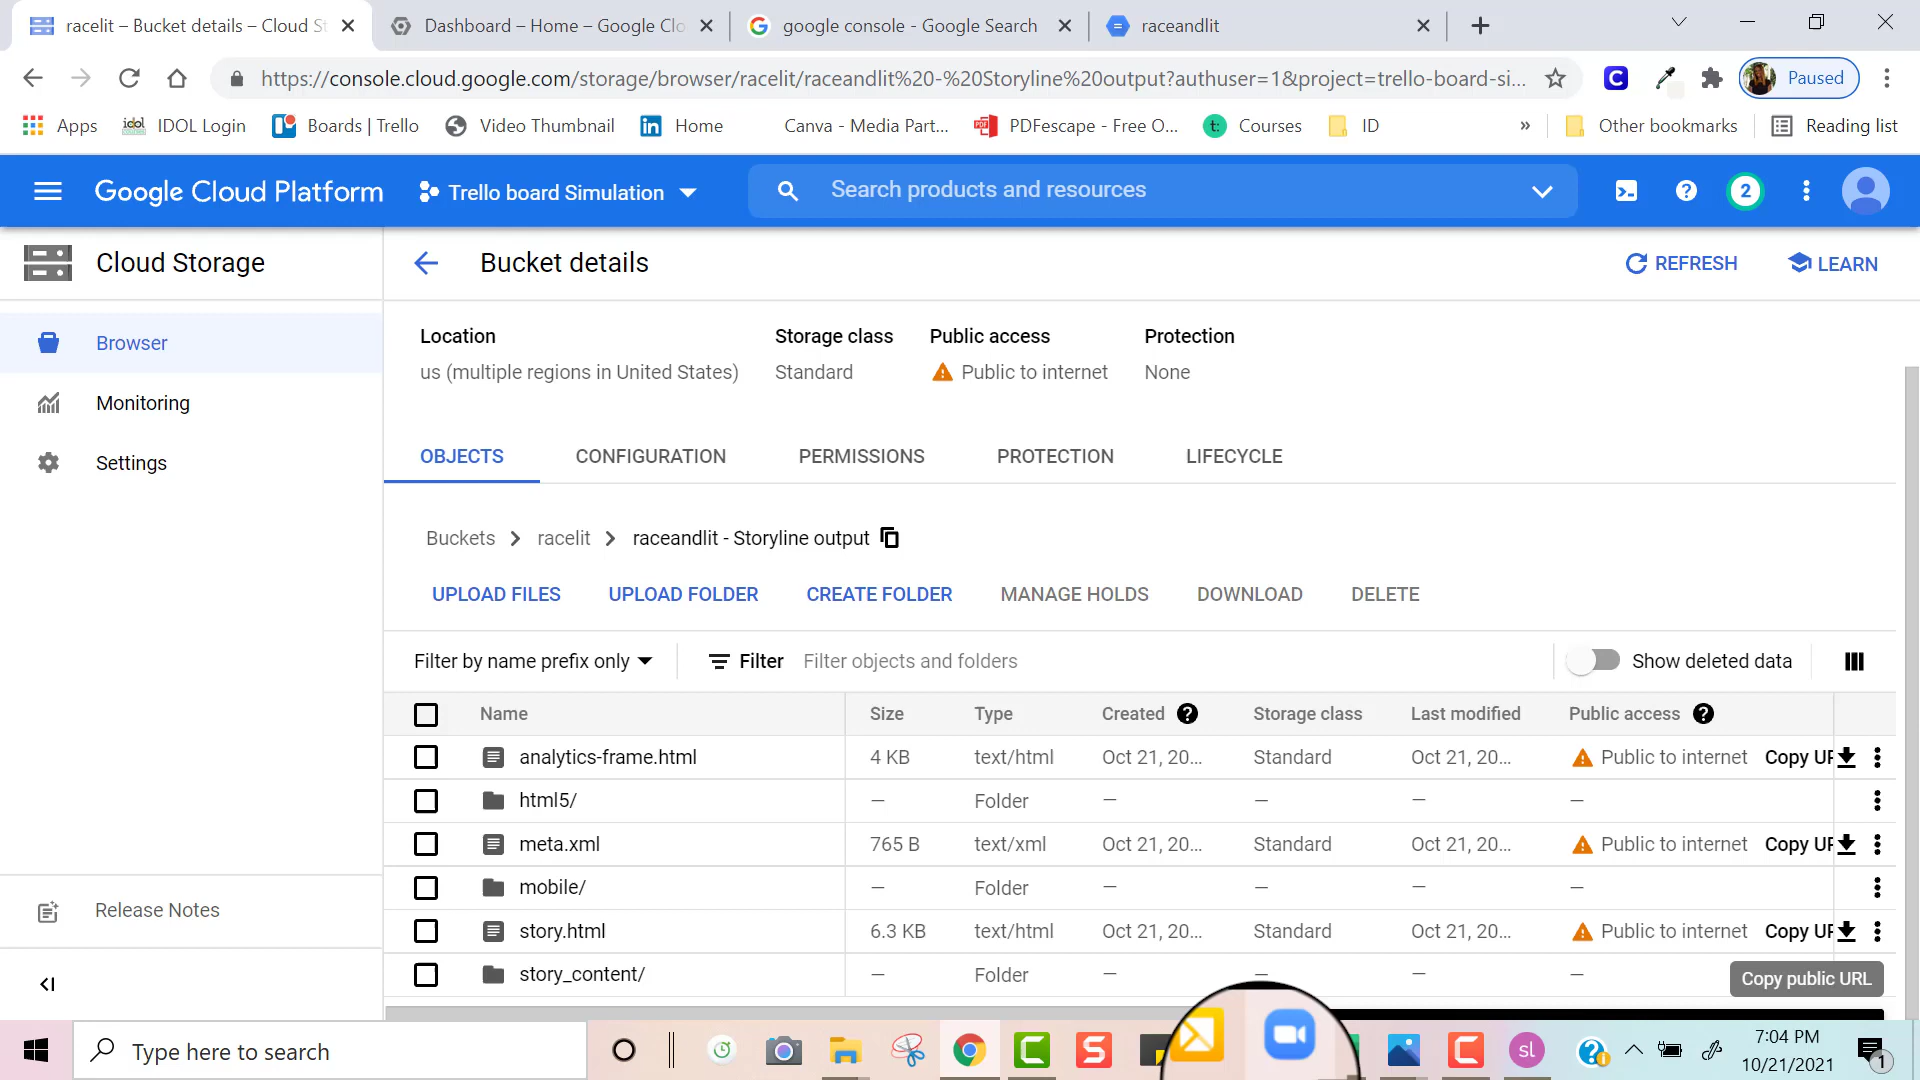 racelit – Bucket details – Cloud St
Dashboard – Home – Google Clo
google console - Google Search
raceandlit
https://console.cloud.google.com/storage/browser/racelit/raceandlit%20-%20Storyline%20output?authuser=1&project=trello-board-si...
Paused
Apps
IDOL Login
Boards | Trello
Video Thumbnail
Home
Canva - Media Part...
PDFescape - Free O...
Courses
ID
»
Other bookmarks
Reading list
Google Cloud Platform
Trello board Simulation
Search products and resources
2
Cloud Storage
Bucket details
REFRESH
LEARN
Browser
Monitoring
Settings
Release Notes
Location
Storage class
Public access
Protection
us (multiple regions in United States)
Standard
Public to internet
None
OBJECTS
CONFIGURATION
PERMISSIONS
PROTECTION
LIFECYCLE
Buckets > racelit > raceandlit - Storyline output
UPLOAD FILES
UPLOAD FOLDER
CREATE FOLDER
MANAGE HOLDS
DOWNLOAD
DELETE
Filter by name prefix only
Filter
Filter objects and folders
Show deleted data
Name Size Type Created Storage class Last modified Public access
analytics-frame.html 4 KB text/html Oct 21, 20... Standard Oct 21, 20... Public to internet Copy UR
html5/ — Folder — — — —
meta.xml 765 B text/xml Oct 21, 20... Standard Oct 21, 20... Public to internet Copy UR
mobile/ — Folder — — — —
story.html 6.3 KB text/html Oct 21, 20... Standard Oct 21, 20... Public to internet Copy UR
story_content/ — Folder — — — —
Copy public URL
Type here to search
sl
7:04 PM
10/21/2021
1